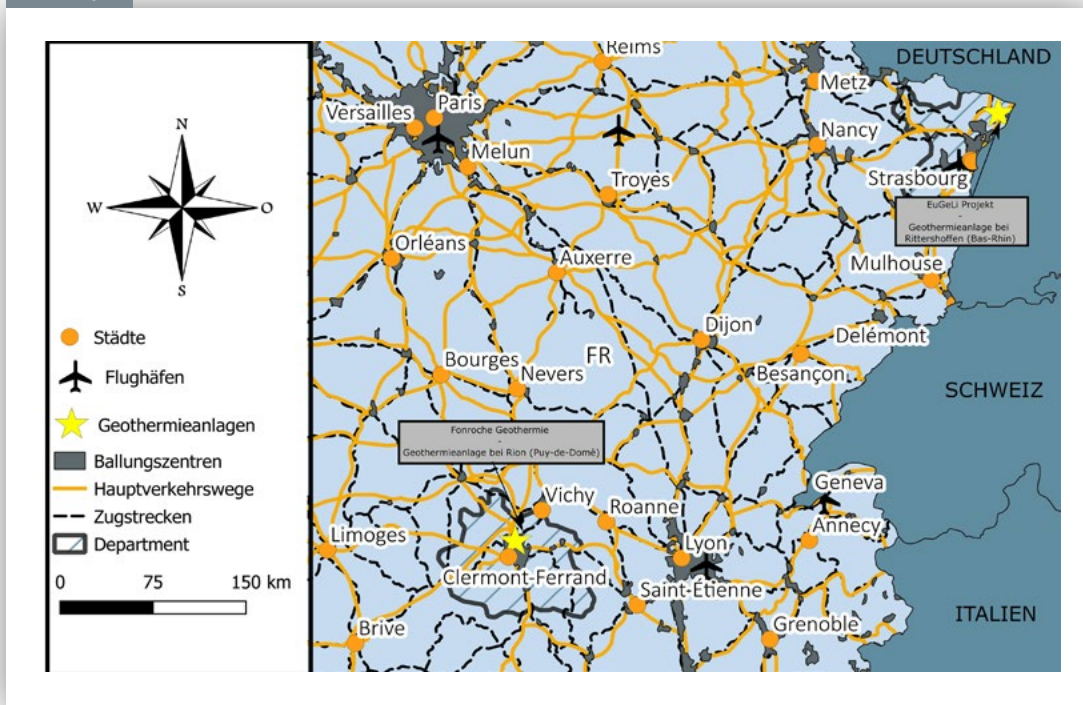 N
W
O
S
Städte
Flughäfen
Geothermieanlagen
Ballungszentren
Hauptverkehrswege
Zugstrecken
Department
0 75 150 km
Reims
DEUTSCHLAND
Metz
Paris
Versailles
Nancy
Melun
Strasbourg
Troyes
EuGeLi Projekt
-
Geothermieanlage bei
Rittershoffen (Bas-Rhin)
Orléans
Auxerre
Mulhouse
Dijon
Delémont
FR
Bourges
Nevers
Besançon
SCHWEIZ
Fonroche Geothermie
-
Geothermieanlage bei Rion (Puy-de-Domê)
Vichy
Geneva
Roanne
Annecy
Limoges
Lyon
Clermont-Ferrand
Saint-Étienne
ITALIEN
Brive
Grenoble